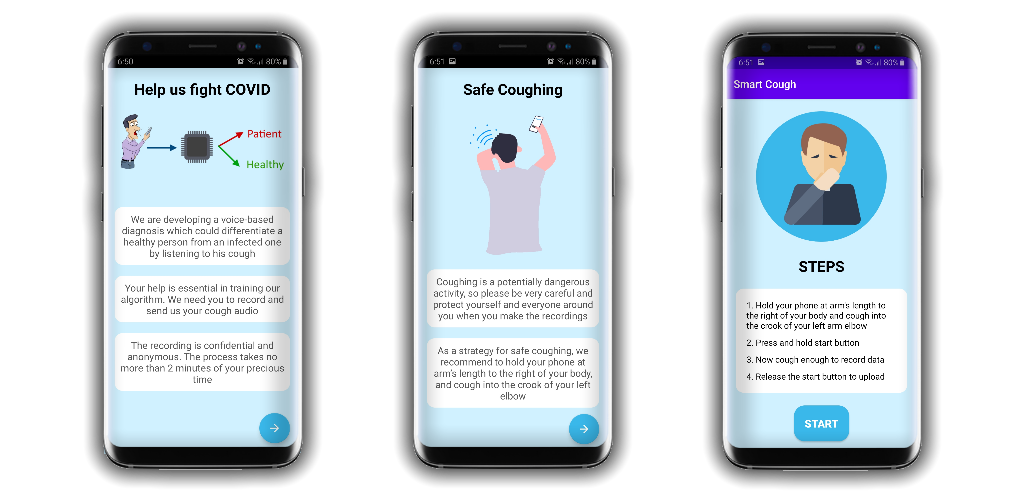 6:50
80%
Help us fight COVID
Patient
Healthy
We are developing a voice-based
diagnosis which could differentiate a
healthy person from an infected one
by listening to his cough
Your help is essential in training our
algorithm. We need you to record and
send us your cough audio
The recording is confidential and
anonymous. The process takes no
more than 2 minutes of your precious
time
6:51
80%
Safe Coughing
Coughing is a potentially dangerous
activity, so please be very careful and
protect yourself and everyone around
you when you make the recordings
As a strategy for safe coughing, we
recommend to hold your phone at
arm's length to the right of your body,
and cough into the crook of your left
elbow
6:51
80%
Smart Cough
STEPS
1. Hold your phone at arm's length to
the right of your body and cough into
the crook of your left arm elbow
2. Press and hold start button
3. Now cough enough to record data
4. Release the start button to upload
START